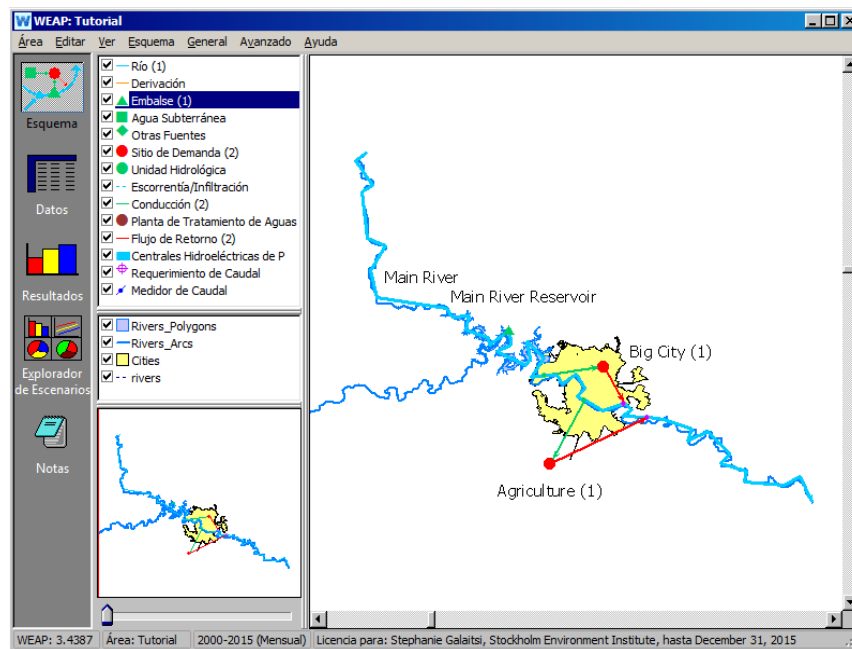 WEAP: Tutorial
Área Editar Ver Esquema General Avanzado Ayuda
Esquema
Datos
Resultados
Explorador
de Escenarios
Notas
Río (1)
Derivación
Embalse (1)
Agua Subterránea
Otras Fuentes
Sitio de Demanda (2)
Unidad Hidrológica
Escorrentía/Infiltración
Conducción (2)
Planta de Tratamiento de Aguas
Flujo de Retorno (2)
Centrales Hidroeléctricas de P
Requerimiento de Caudal
Medidor de Caudal
Rivers_Polygons
Rivers_Arcs
Cities
rivers
Main River
Main River Reservoir
Big City (1)
Agriculture (1)
WEAP: 3.4387 Área: Tutorial 2000-2015 (Mensual) Licencia para: Stephanie Galaitsi, Stockholm Environment Institute, hasta December 31, 2015